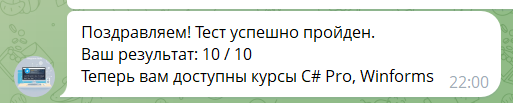 Поздравляем! Тест успешно пройден.
Ваш результат: 10 / 10
Теперь вам доступны курсы C# Pro, Winforms
22:00